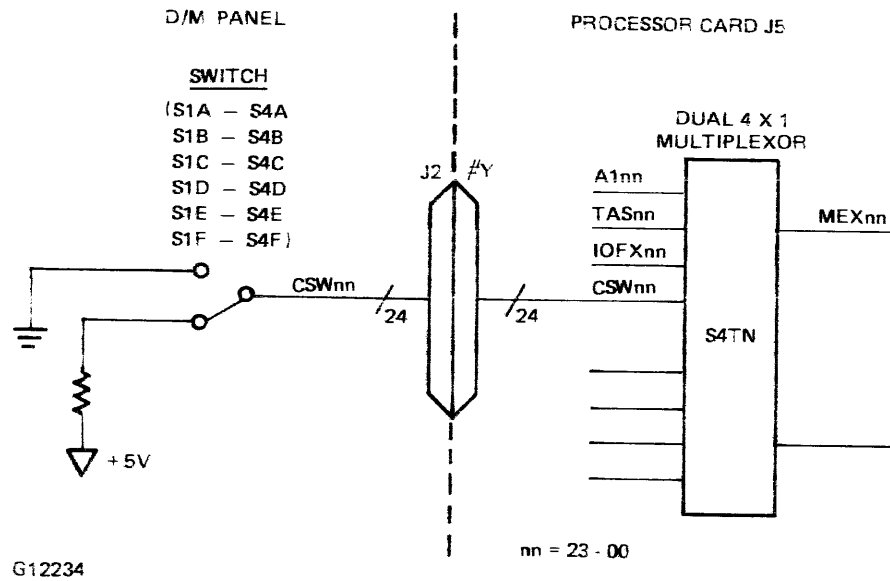 D/M PANEL
PROCESSOR CARD J5
SWITCH
(S1A – S4A
S1B – S4B
S1C – S4C
S1D – S4D
S1E – S4E
S1F – S4F)
DUAL 4 X 1
MULTIPLEXOR
J2 #Y
A1nn
TASnn
MEXnn
IOFXnn
CSWnn
CSWnn
24
24
S4TN
+5V
nn = 23 - 00
G12234